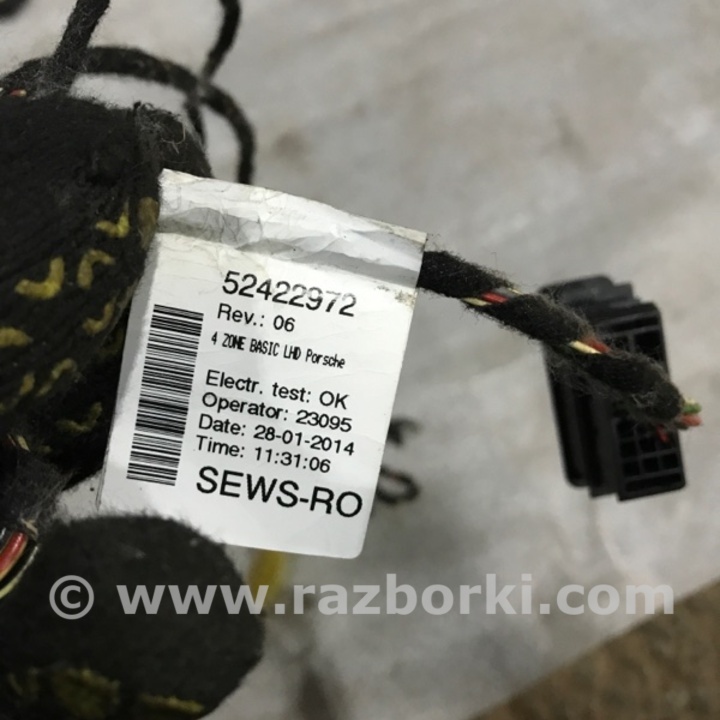 52422972
Rev.: 06
4 ZONE BASIC LHD Porsche
Electr. test: OK
Operator: 23095
Date: 28-01-2014
Time: 11:31:06
SEWS-RO
© www.razborki.com